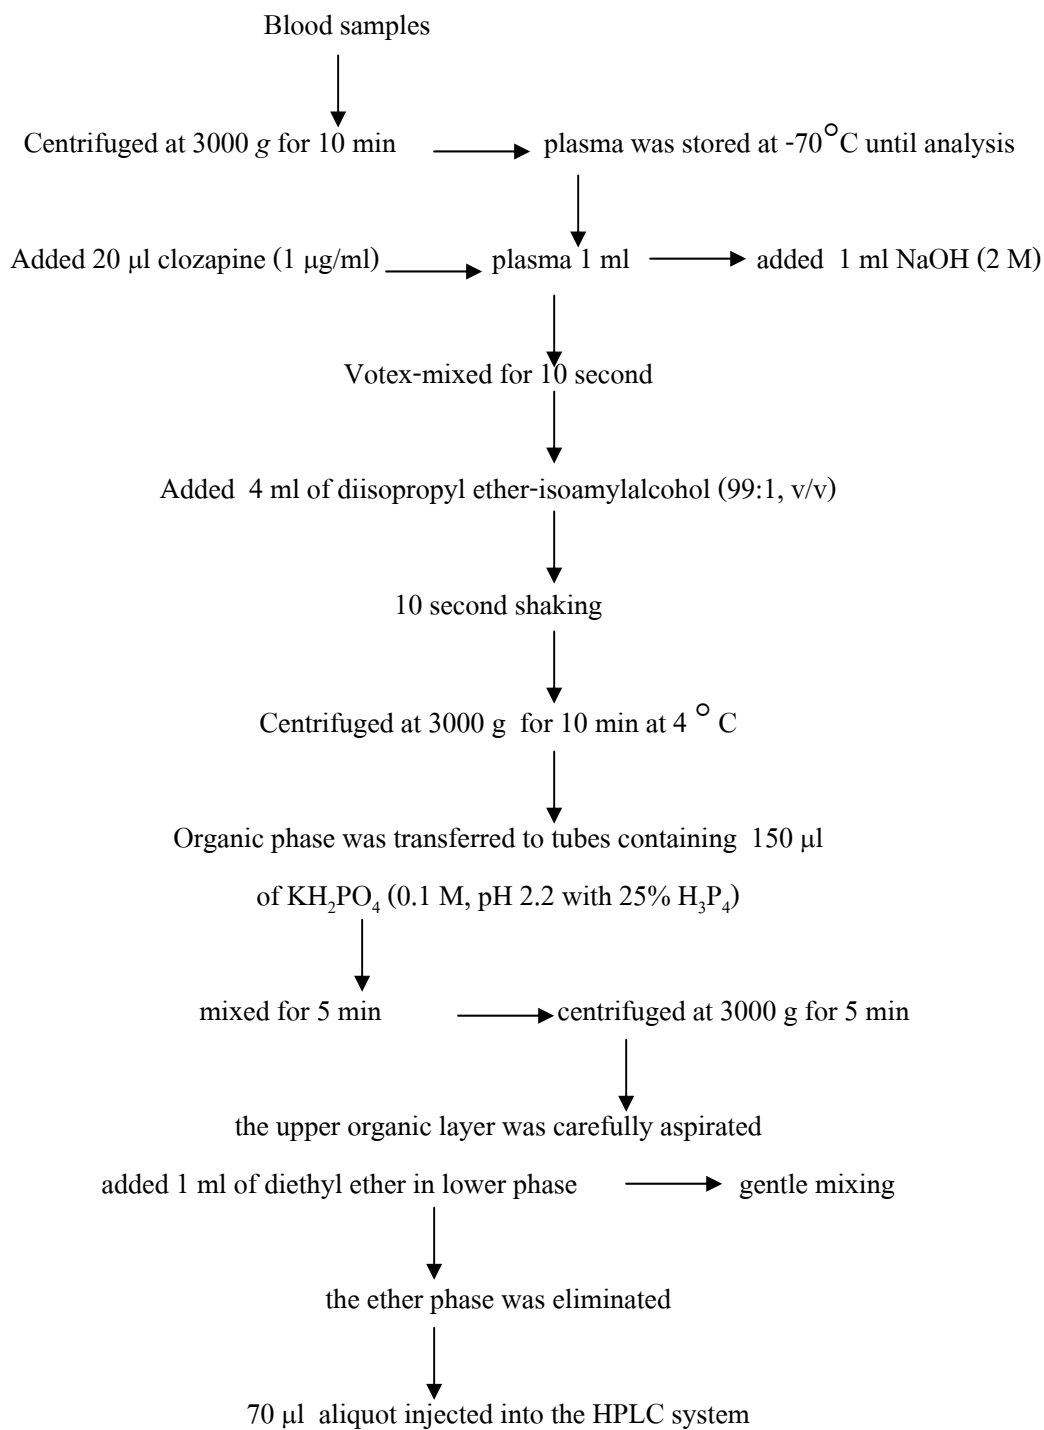 Blood samples
Centrifuged at 3000 g for 10 min plasma was stored at -70°C until analysis
Added 20 μl clozapine (1 μg/ml) plasma 1 ml added 1 ml NaOH (2 M)
Votex-mixed for 10 second
Added 4 ml of diisopropyl ether-isoamylalcohol (99:1, v/v)
10 second shaking
Centrifuged at 3000 g for 10 min at 4 ° C
Organic phase was transferred to tubes containing 150 μl
of KH₂PO₄ (0.1 M, pH 2.2 with 25% H₃P₄)
mixed for 5 min centrifuged at 3000 g for 5 min
the upper organic layer was carefully aspirated
added 1 ml of diethyl ether in lower phase gentle mixing
the ether phase was eliminated
70 μl aliquot injected into the HPLC system